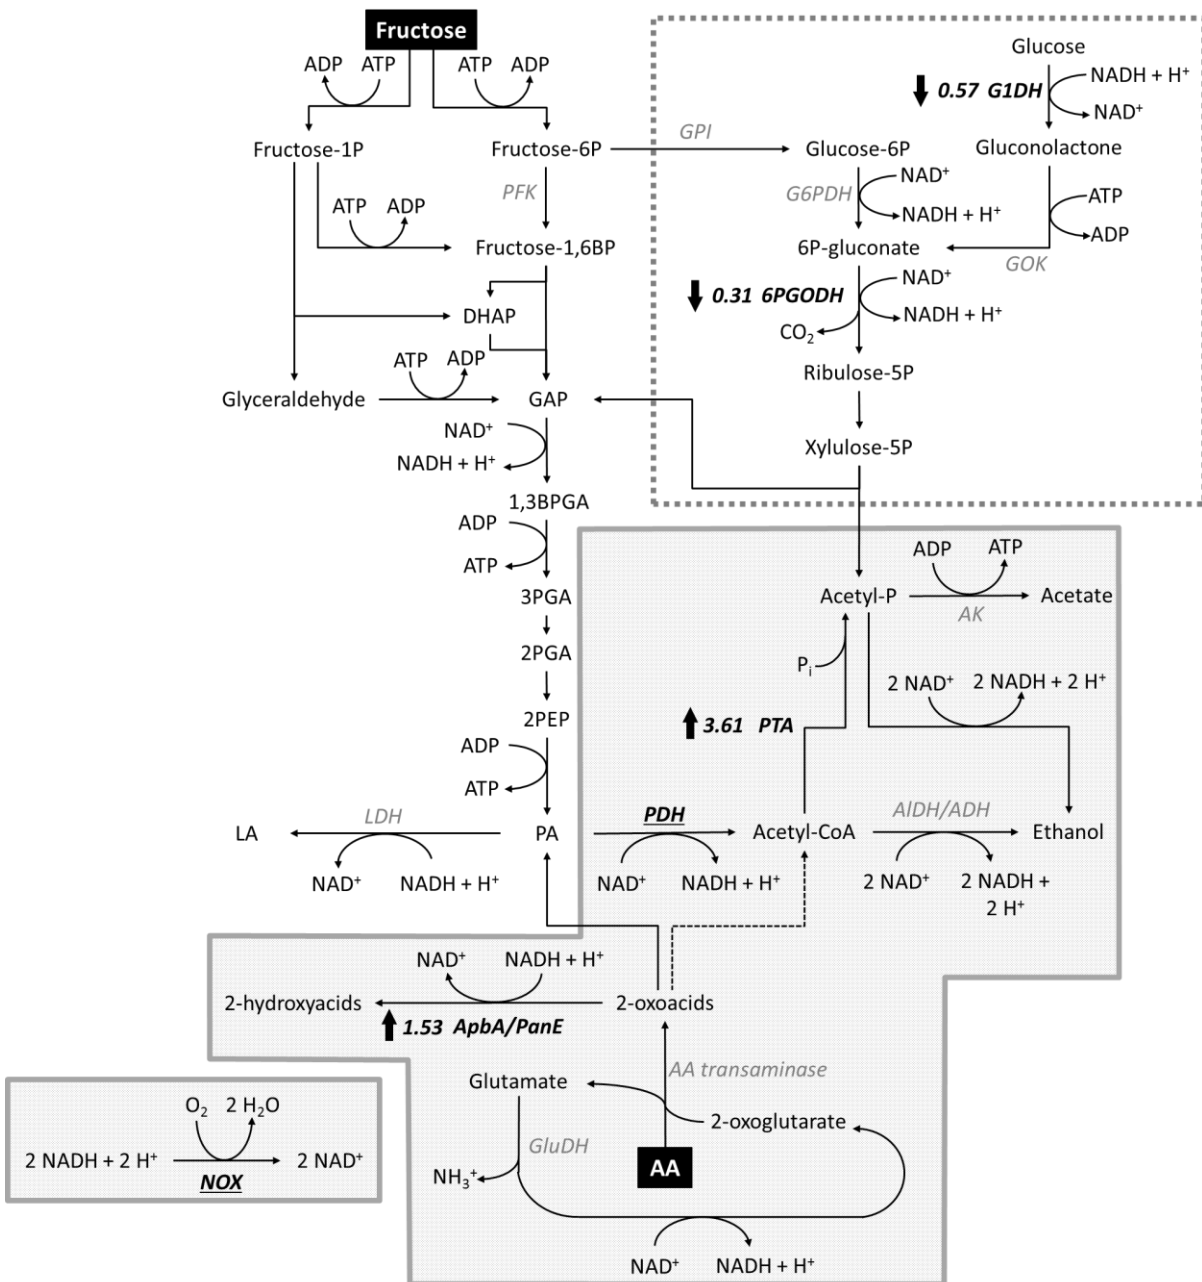 Fructose
Glucose
ADP ATP ATP ADP
0.57 G1DH
NADH + H⁺
NAD⁺
Fructose-1P
Fructose-6P
GPI
Glucose-6P
Gluconolactone
PFK
G6PDH
NAD⁺
NADH + H⁺
ATP
ADP
ATP ADP
Fructose-1,6BP
6P-gluconate
GOK
0.31 6PGODH
NAD⁺
NADH + H⁺
CO₂
DHAP
ATP ADP
Ribulose-5P
Glyceraldehyde
GAP
NAD⁺
NADH + H⁺
Xylulose-5P
1,3BPGA
ADP
ATP
3PGA
2PGA
2PEP
ADP
ATP
ADP ATP
Acetyl-P
AK
Acetate
Pᵢ
2 NAD⁺ 2 NADH + 2 H⁺
3.61 PTA
LA
LDH
PA
PDH
Acetyl-CoA
AlDH/ADH
Ethanol
NAD⁺ NADH + H⁺
NAD⁺ NADH + H⁺
2 NAD⁺ 2 NADH +
2 H⁺
NAD⁺ NADH + H⁺
2-hydroxyacids
2-oxoacids
1.53 ApbA/PanE
AA transaminase
Glutamate
2-oxoglutarate
GluDH
AA
NH₃⁺
NAD⁺ NADH + H⁺
O₂ 2 H₂O
2 NADH + 2 H⁺ 2 NAD⁺
NOX